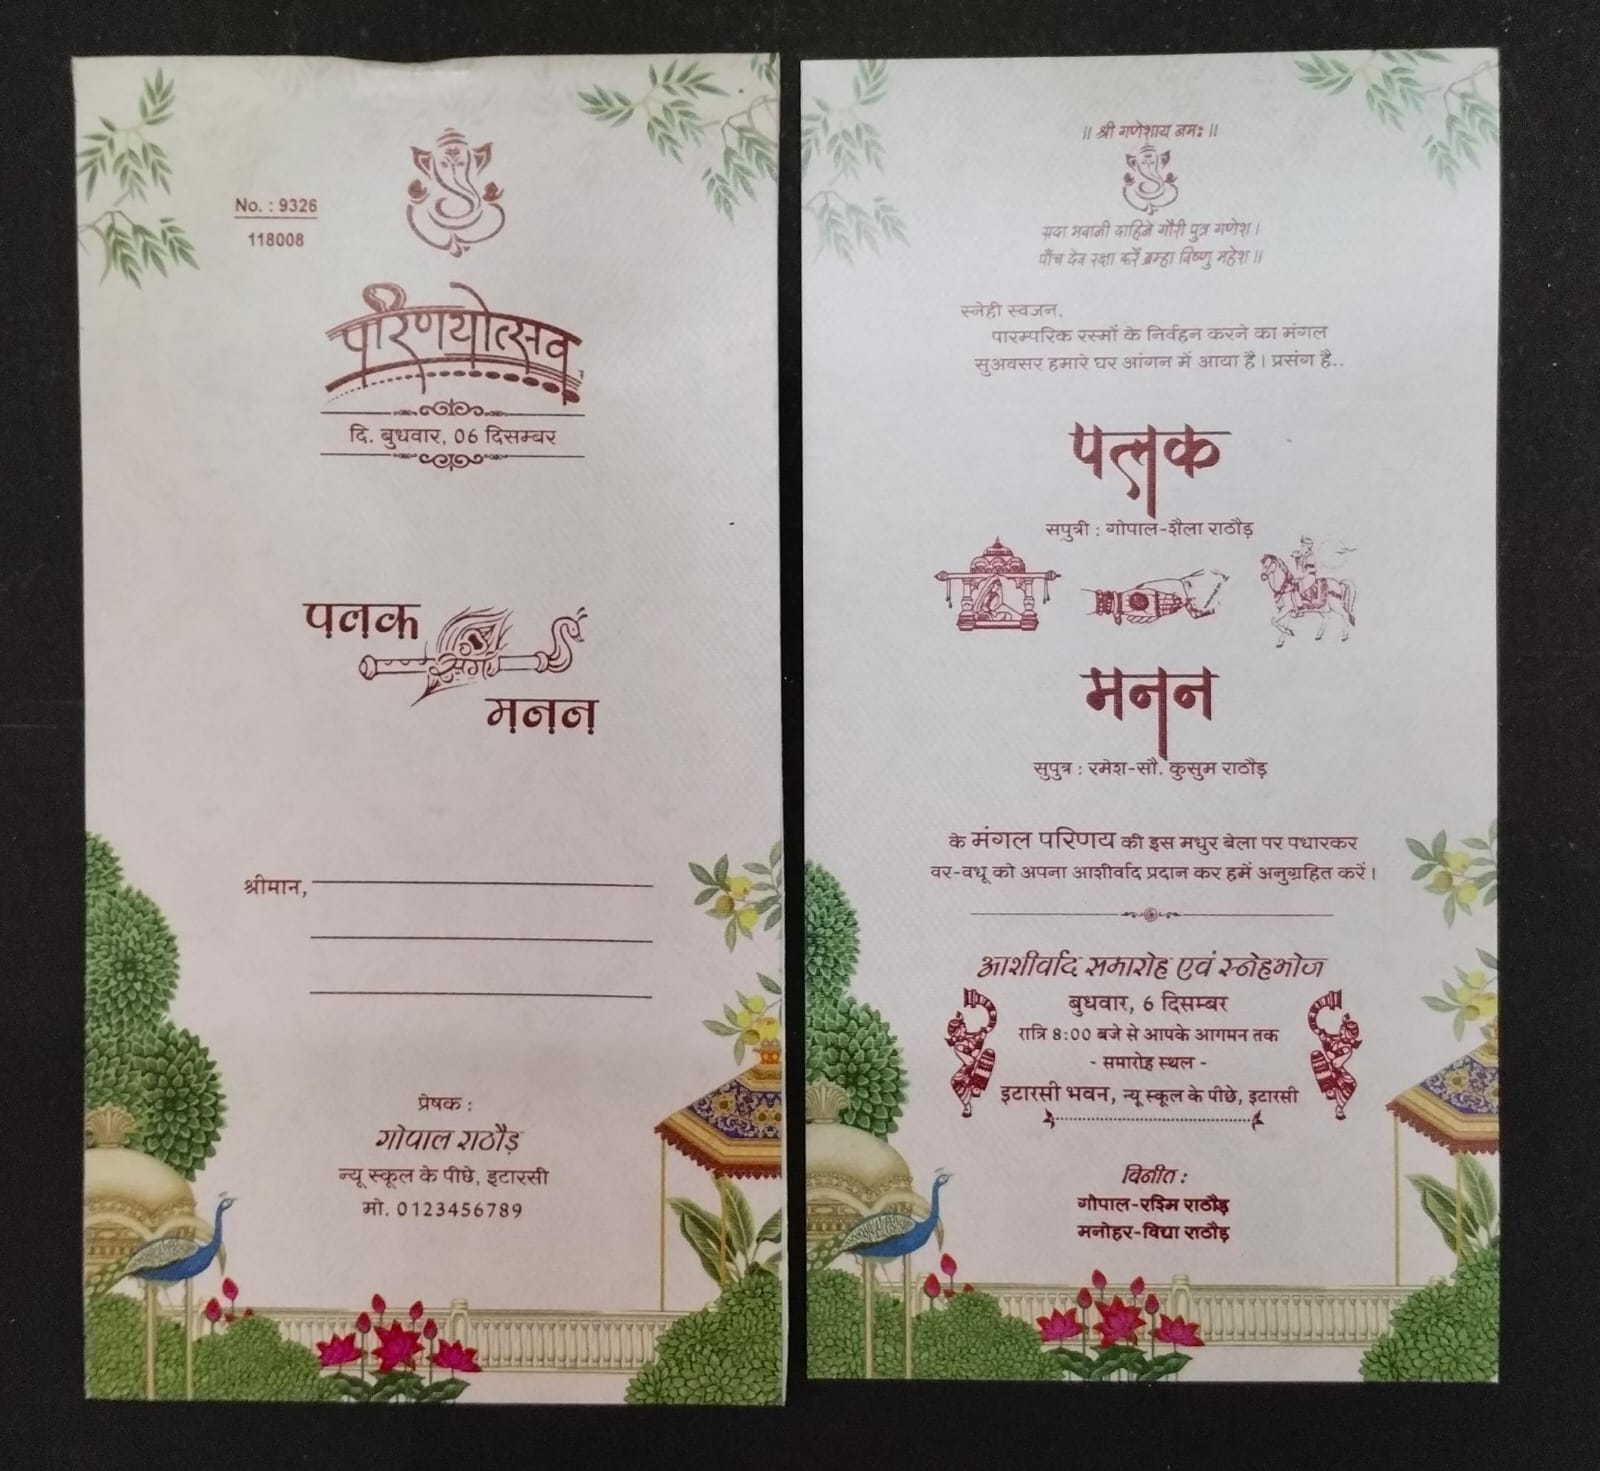 No. : 9326
118008
परिणयोत्सव
दि. बुधवार, 06 दिसम्बर
पलक
संग
मनन
श्रीमान,
प्रेषक :
गोपाल राठौड़
न्यू स्कूल के पीछे, इटारसी
मो. 0123456789
॥ श्री गणेशाय नमः ॥
सदा भवानी दाहिने गौरी पुत्र गणेश ।
पाँच देव रक्षा करें ब्रम्हा विष्णु महेश ॥
स्नेही स्वजन,
पारम्परिक रस्मों के निर्वहन करने का मंगल
सुअवसर हमारे घर आंगन में आया है । प्रसंग है..
पलक
सपुत्री : गोपाल-शैला राठौड़
मनन
सुपुत्र : रमेश-सौ. कुसुम राठौड़
के मंगल परिणय की इस मधुर बेला पर पधारकर
वर-वधू को अपना आशीर्वाद प्रदान कर हमें अनुग्रहित करें ।
आशीर्वाद समारोह एवं स्नेहभोज
बुधवार, 6 दिसम्बर
रात्रि 8:00 बजे से आपके आगमन तक
- समारोह स्थल -
इटारसी भवन, न्यू स्कूल के पीछे, इटारसी
विनीत :
गोपाल-रश्मि राठौड़
मनोहर-विद्या राठौड़